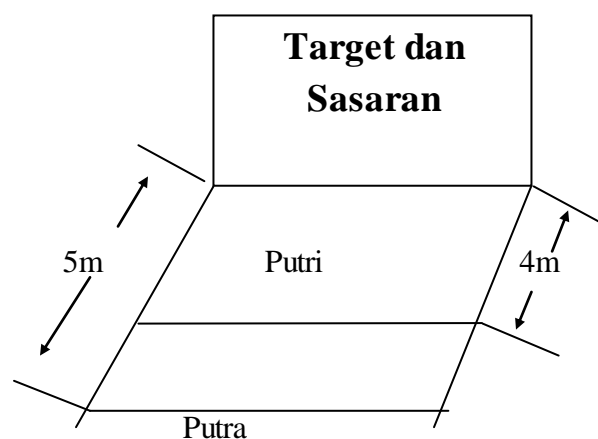 Target dan
Sasaran
5m
Putri
4m
Putra